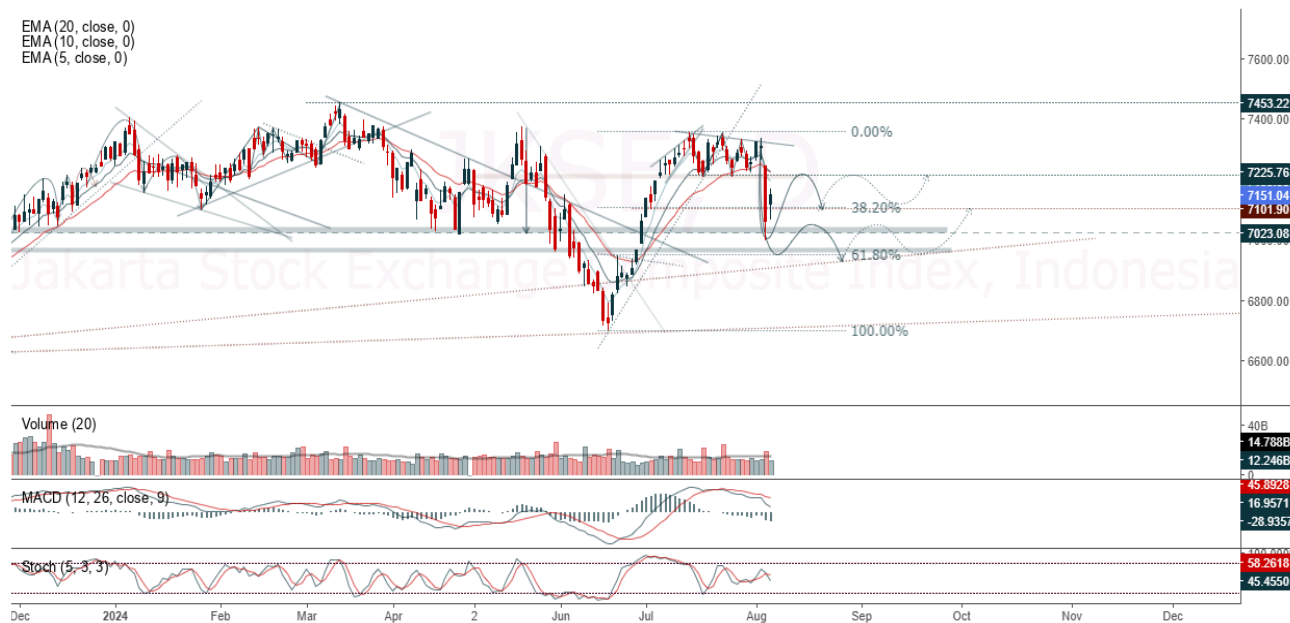 EMA (20, close, 0)
EMA (10, close, 0)
EMA (5, close, 0)
JKSE, D
Jakarta Stock Exchange Composite Index, Indonesia
7600.00
7453.22
7400.00
7225.76
7151.04
7101.90
7023.08
6800.00
6600.00
0.00%
38.20%
61.80%
100.00%
Volume (20)
40B
14.788B
12.246B
0
MACD (12, 26, close, 9)
45.8928
16.9571
-28.9357
Stoch (5, 3, 3)
58.2618
45.4550
Dec 2024 Feb Mar Apr 2 Jun Jul Aug Sep Oct Nov Dec